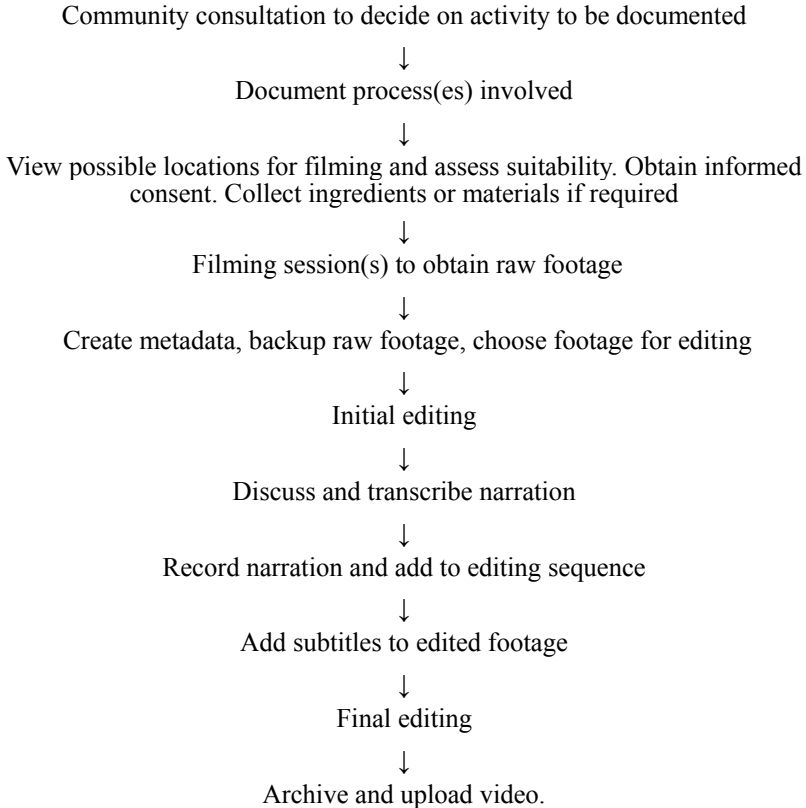 Community consultation to decide on activity to be documented
↓
Document process(es) involved
↓
View possible locations for filming and assess suitability. Obtain informed
consent. Collect ingredients or materials if required
↓
Filming session(s) to obtain raw footage
↓
Create metadata, backup raw footage, choose footage for editing
↓
Initial editing
↓
Discuss and transcribe narration
↓
Record narration and add to editing sequence
↓
Add subtitles to edited footage
↓
Final editing
↓
Archive and upload video.